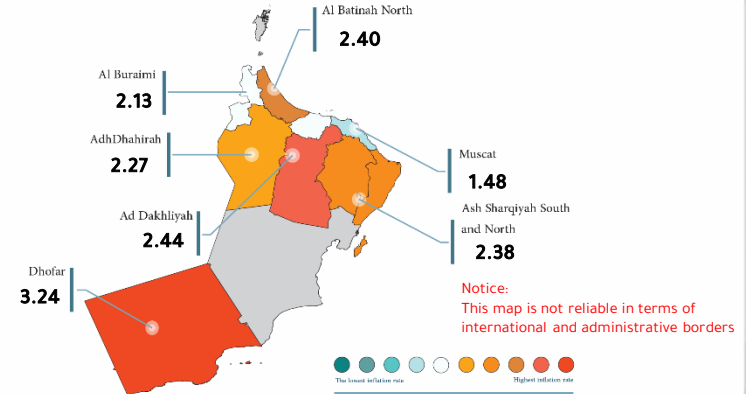 Al Batinah North
2.40
Al Buraimi
2.13
AdhDhahirah
2.27
Muscat
1.48
Ad Dakhliyah
2.44
Ash Sharqiyah South
and North
2.38
Dhofar
3.24
Notice:
This map is not reliable in terms of
international and administrative borders
The lowest inflation rate
Highest inflation rate